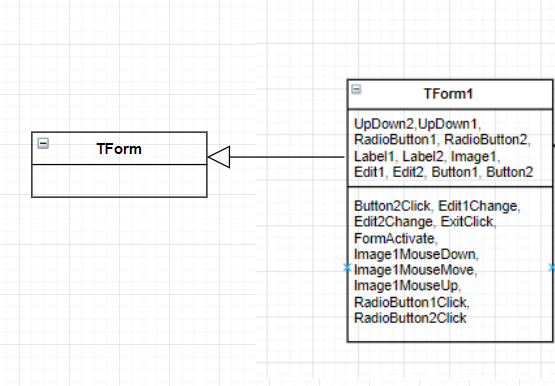 TForm
TForm1
UpDown2,UpDown1,
RadioButton1, RadioButton2,
Label1, Label2, Image1,
Edit1, Edit2, Button1, Button2
Button2Click, Edit1Change,
Edit2Change, ExitClick,
FormActivate,
Image1MouseDown,
Image1MouseMove,
Image1MouseUp,
RadioButton1Click,
RadioButton2Click